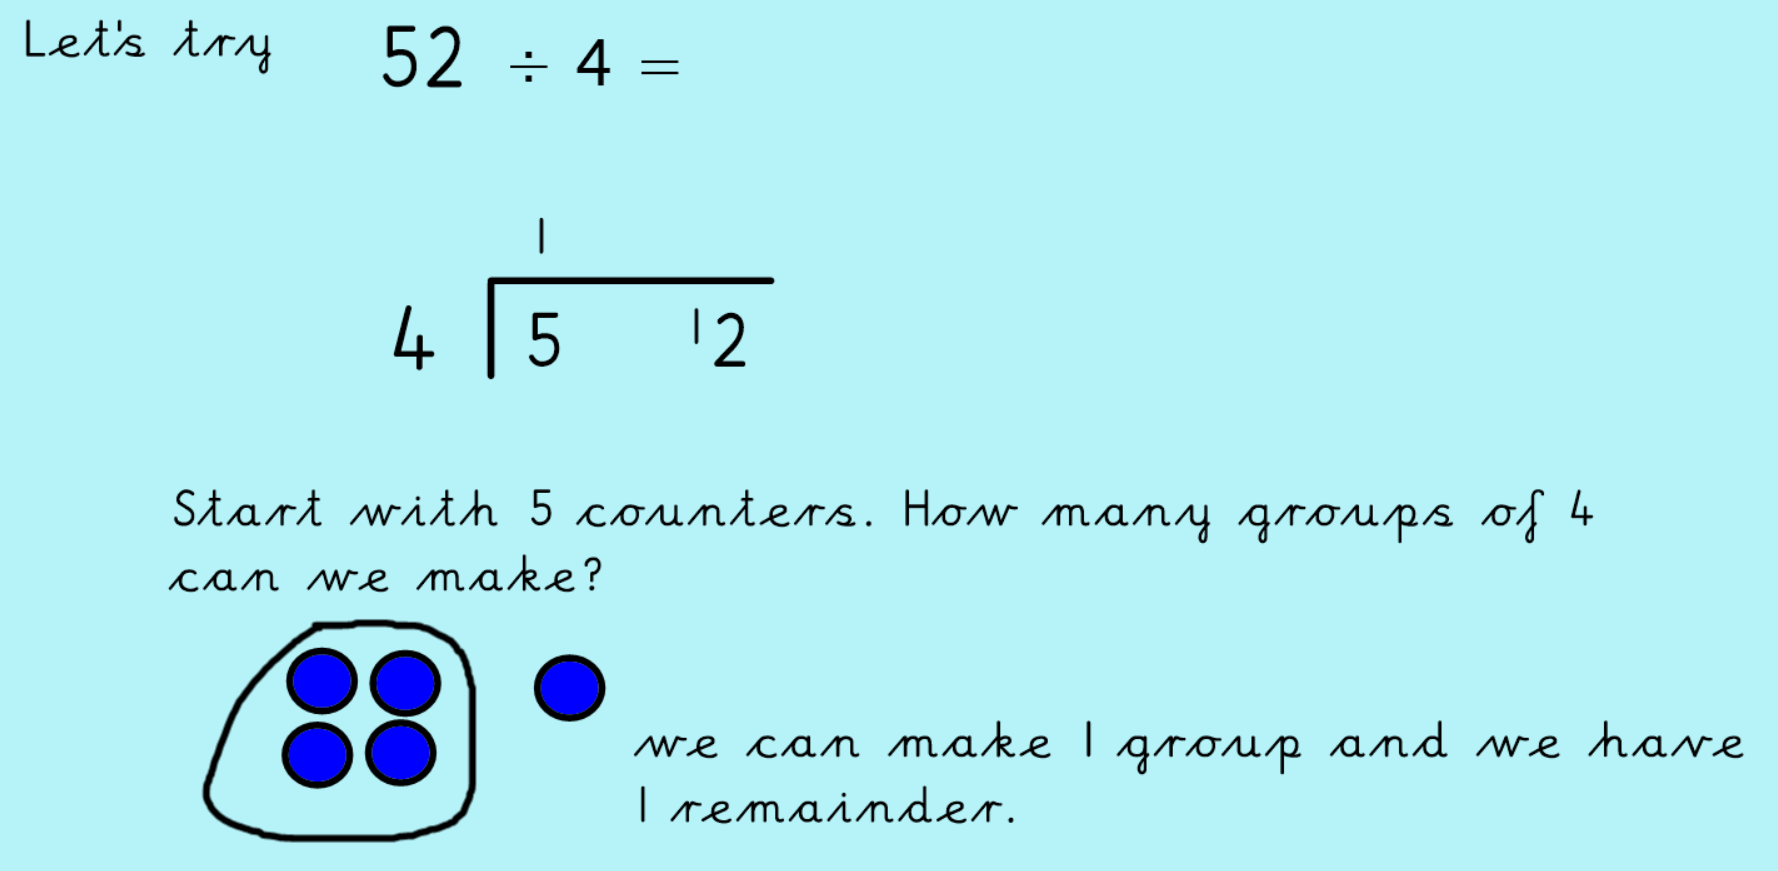 Let's try 52 ÷ 4 =
1
4 5 12
Start with 5 counters. How many groups of 4
can we make?
we can make 1 group and we have
1 remainder.